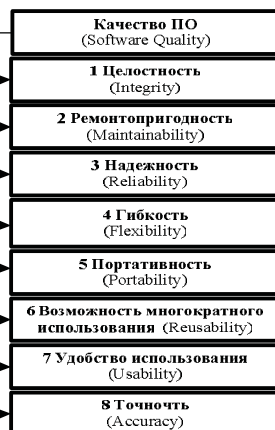 Качество ПО
(Software Quality)
1 Целостность
(Integrity)
2 Ремонтопригодность
(Maintainability)
3 Надежность
(Reliability)
4 Гибкость
(Flexibility)
5 Портативность
(Portability)
6 Возможность многократного
использования (Reusability)
7 Удобство использования
(Usability)
8 Точночть
(Accuracy)